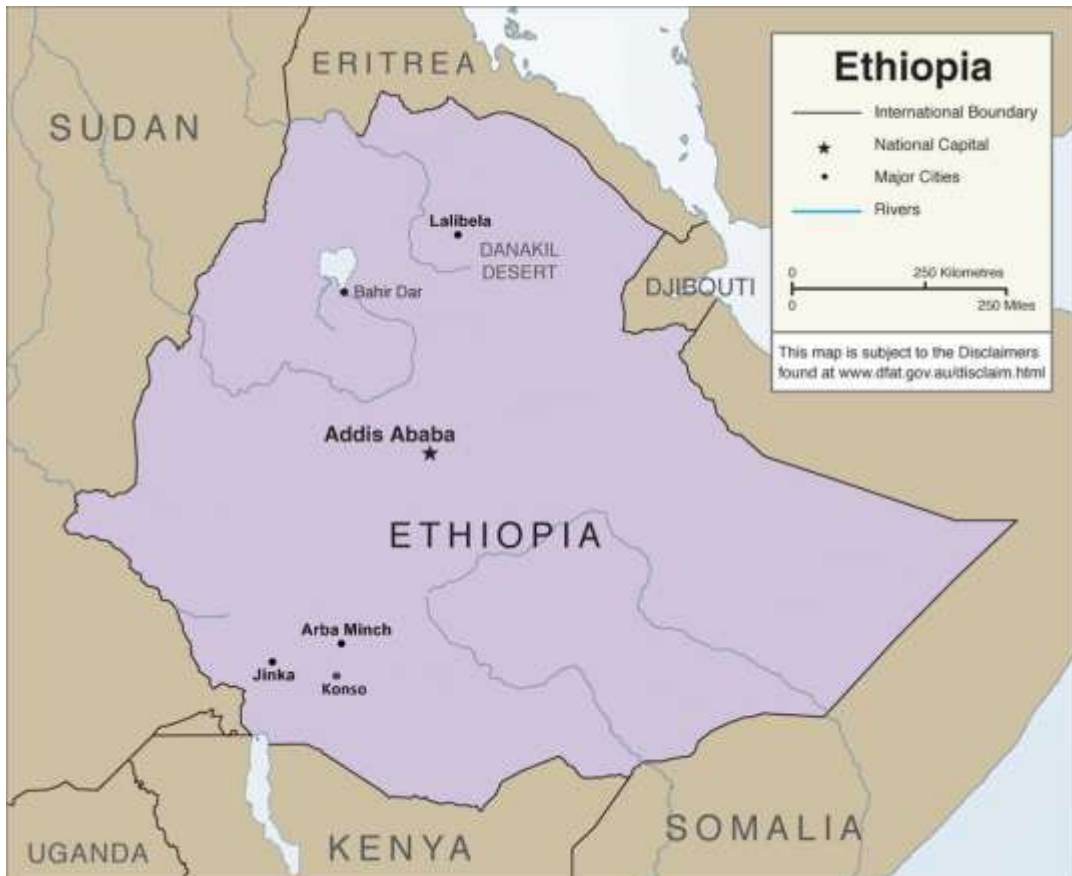 ERITREA
SUDAN
Lalibela
DANAKIL
DESERT
Bahir Dar
DJIBOUTI
Addis Ababa
ETHIOPIA
Arba Minch
Jinka
Konso
UGANDA
KENYA
SOMALIA
Ethiopia
International Boundary
National Capital
Major Cities
Rivers
0 250 Kilometres
0 250 Miles
This map is subject to the Disclaimers
found at www.dfat.gov.au/disclaim.html